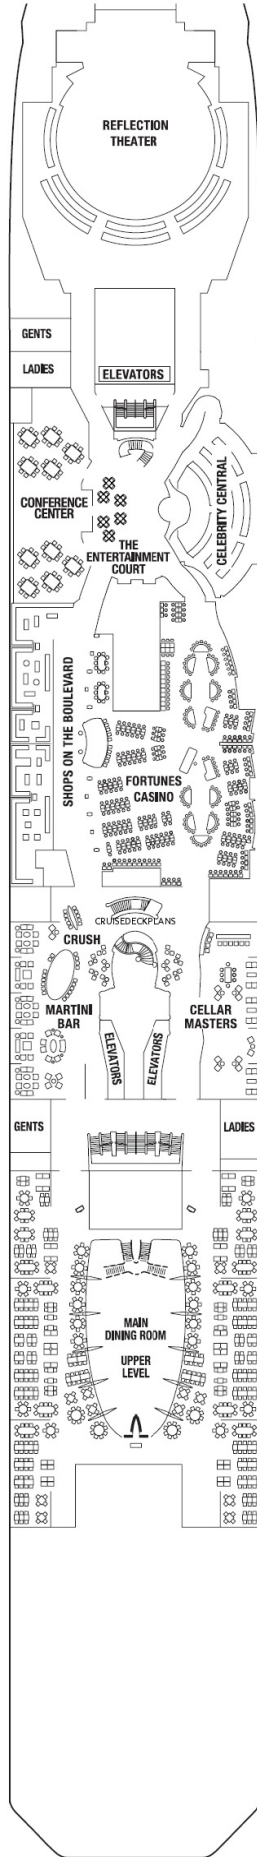 REFLECTION
THEATER
GENTS
LADIES
ELEVATORS
CONFERENCE
CENTER
CELEBRITY CENTRAL
THE
ENTERTAINMENT
COURT
SHOPS ON THE BOULEVARD
FORTUNES
CASINO
CRUISEDECKPLANS
CRUSH
MARTINI
BAR
CELLAR
MASTERS
ELEVATORS
ELEVATORS
GENTS
LADIES
MAIN
DINING ROOM
UPPER
LEVEL